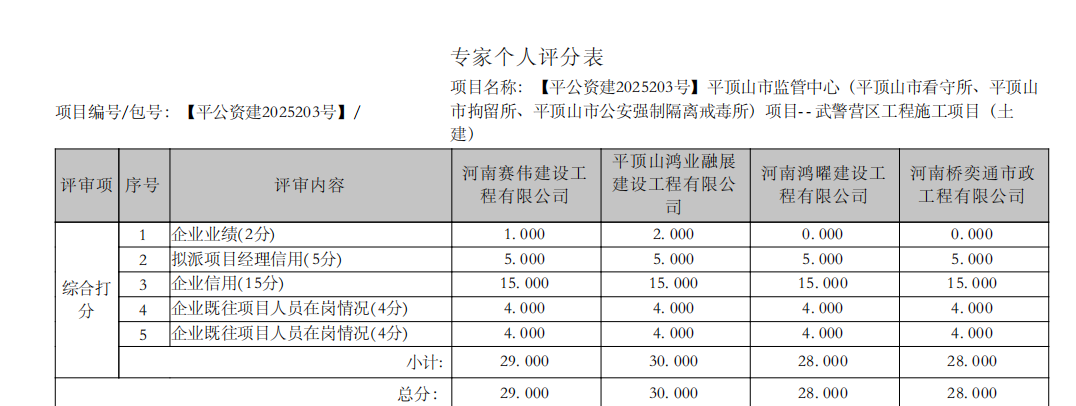 专家个人评分表
项目编号/包号：【平公资建2025203号】/
项目名称：【平公资建2025203号】平顶山市监管中心（平顶山市看守所、平顶山
市拘留所、平顶山市公安强制隔离戒毒所）项目--武警营区工程施工项目（土
建）
评审项 序号 评审内容 河南赛伟建设工程有限公司 平顶山鸿业融展建设工程有限公司 河南鸿曜建设工程有限公司 河南桥奕通市政工程有限公司
综合打分
1 企业业绩(2分) 1.000 2.000 0.000 0.000
2 拟派项目经理信用(5分) 5.000 5.000 5.000 5.000
3 企业信用(15分) 15.000 15.000 15.000 15.000
4 企业既往项目人员在岗情况(4分) 4.000 4.000 4.000 4.000
5 企业既往项目人员在岗情况(4分) 4.000 4.000 4.000 4.000
小计: 29.000 30.000 28.000 28.000
总分: 29.000 30.000 28.000 28.000